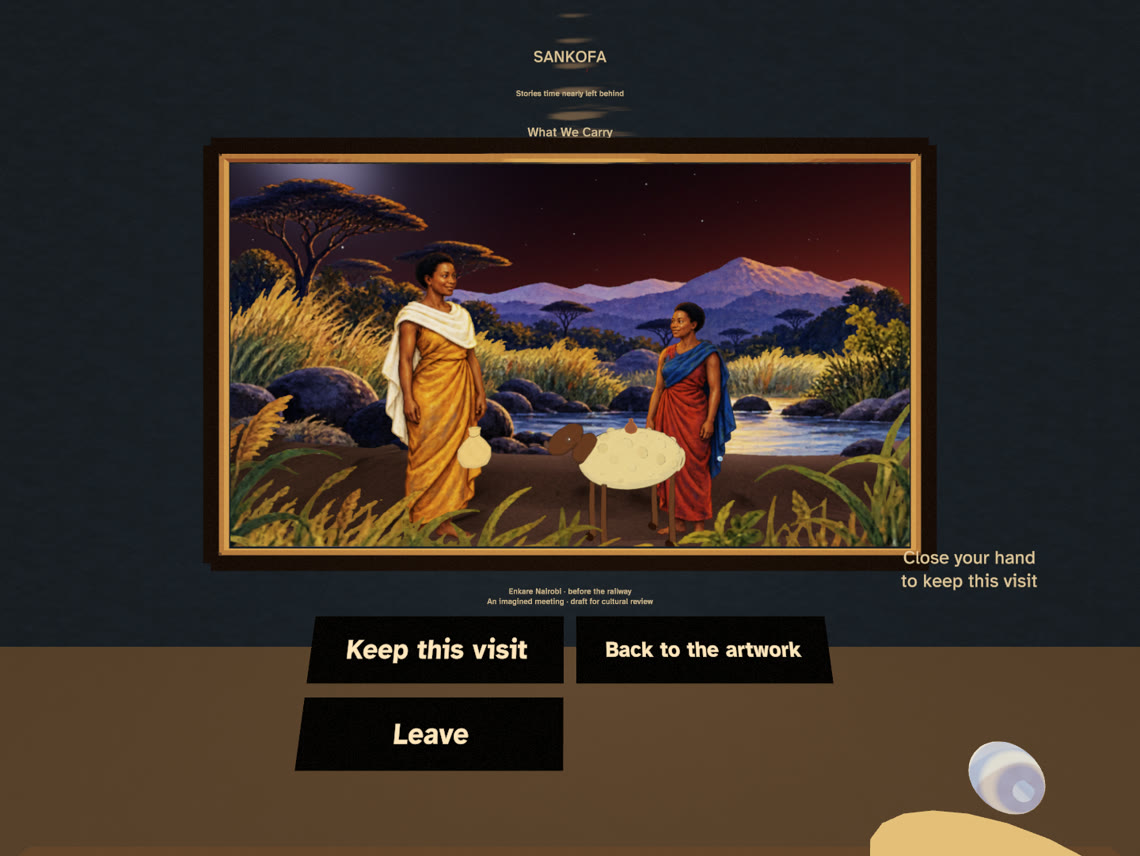 SANKOFA
Stories time nearly left behind
What We Carry
Close your hand
to keep this visit
Enkare Nairobi · before the railway
An imagined meeting · draft for cultural review
Keep this visit
Back to the artwork
Leave